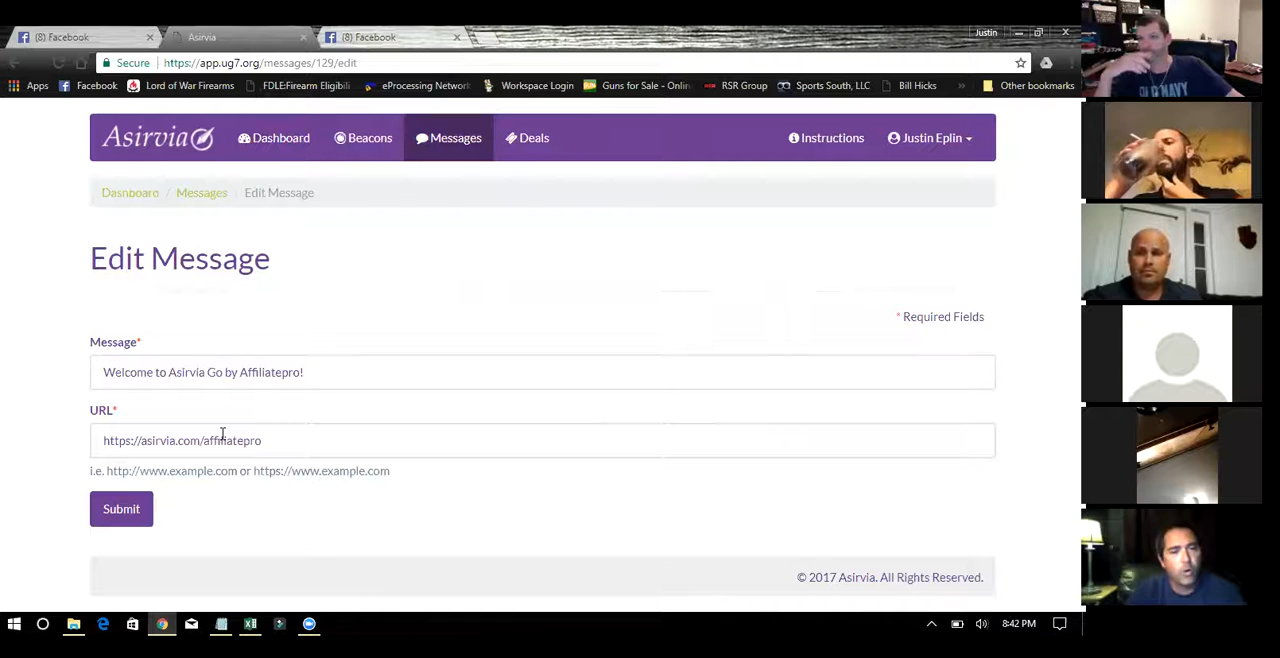 (8) Facebook
Asirvia
(8) Facebook
Justin
Secure https://app.ug7.org/messages/129/edit
Apps Facebook Lord of War Firearms FDLE:Firearm Eligibili eProcessing Network Workspace Login Guns for Sale - Onlin RSR Group Sports South, LLC Bill Hicks » Other bookmarks
Asirvia Dashboard Beacons Messages Deals Instructions Justin Eplin
Dashboard / Messages / Edit Message
Edit Message
* Required Fields
Message*
Welcome to Asirvia Go by Affiliatepro!
URL*
https://asirvia.com/affiliatepro
i.e. http://www.example.com or https://www.example.com
Submit
© 2017 Asirvia. All Rights Reserved.
8:42 PM